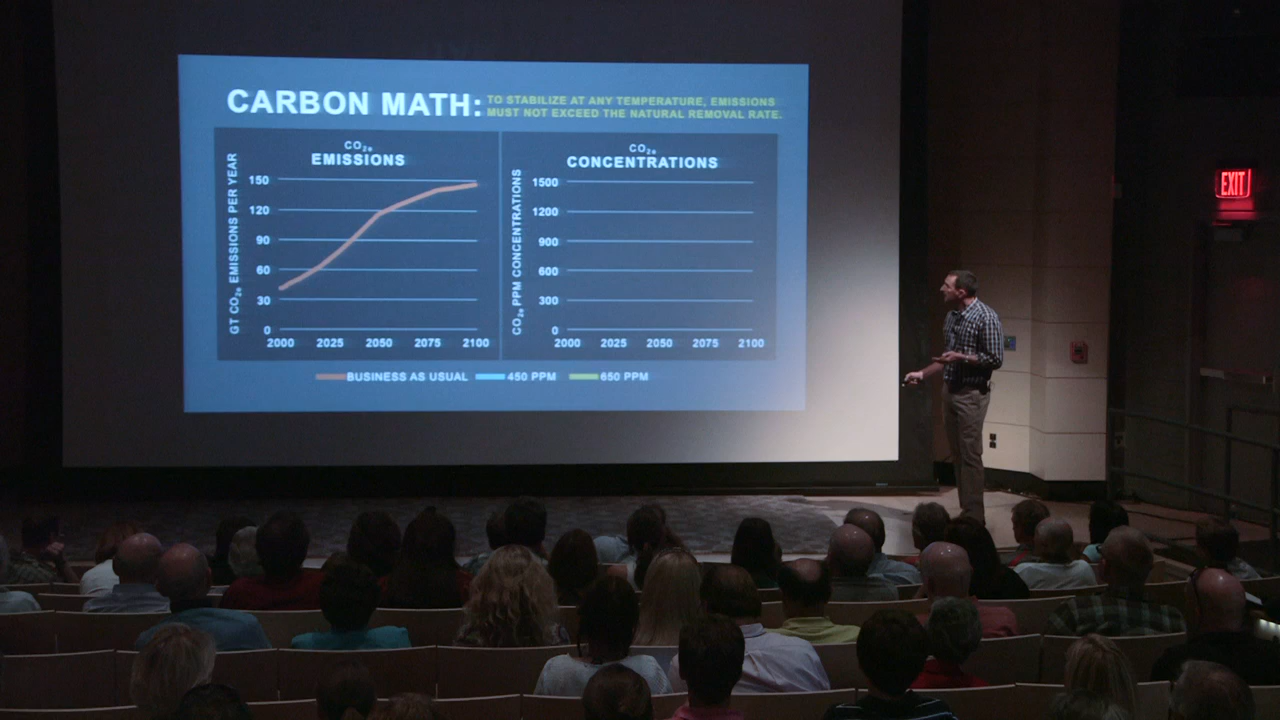 CARBON MATH: TO STABILIZE AT ANY TEMPERATURE, EMISSIONS
MUST NOT EXCEED THE NATURAL REMOVAL RATE.
CO₂e
EMISSIONS
GT CO₂e EMISSIONS PER YEAR
150
120
90
60
30
0
2000 2025 2050 2075 2100
CO₂e
CONCENTRATIONS
CO₂e PPM CONCENTRATIONS
1500
1200
900
600
300
0
2000 2025 2050 2075 2100
BUSINESS AS USUAL 450 PPM 650 PPM
EXIT